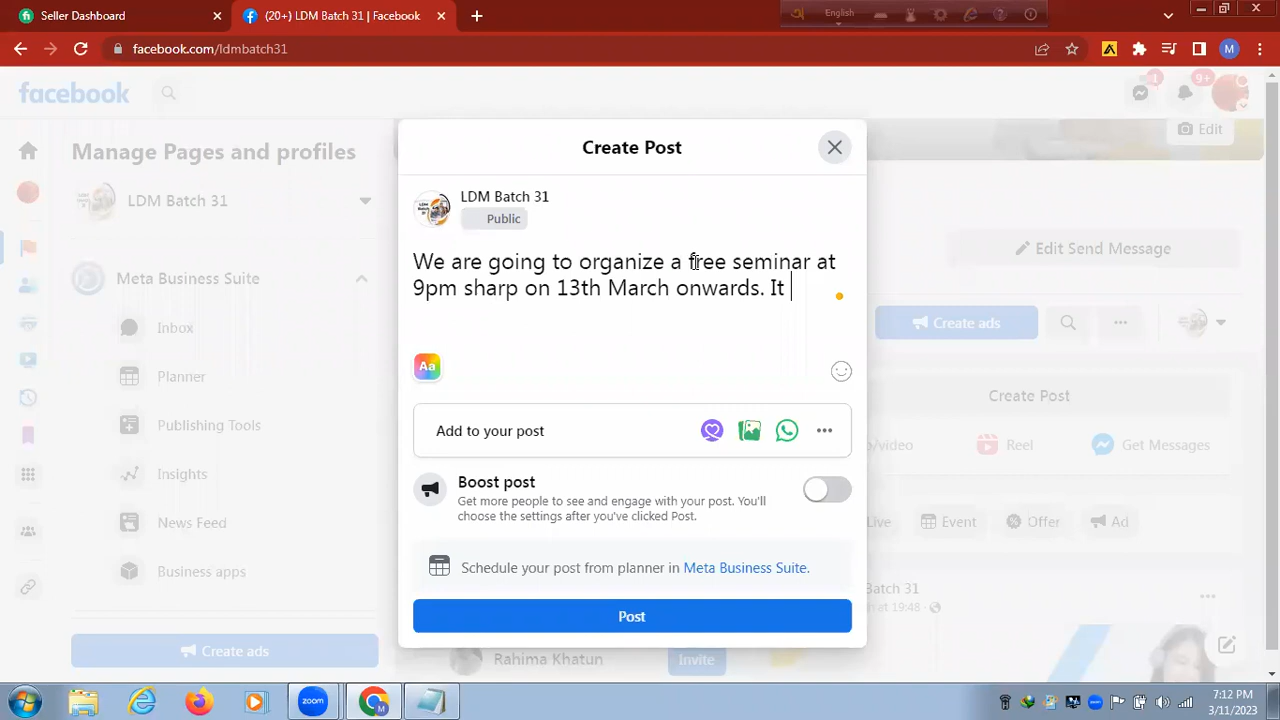 Seller Dashboard
(20+) LDM Batch 31 | Facebook
English
facebook.com/ldmbatch31
M
facebook
9+
Manage Pages and profiles
Edit
LDM Batch 31
Edit Send Message
Meta Business Suite
Create ads
Inbox
Planner
Create Post
Publishing Tools
Reel
Get Messages
Insights
News Feed
Live
Event
Offer
Ad
Business apps
Create ads
Rahima Khatun
Invite
at 19:48
Create Post
LDM Batch 31
Public
We are going to organize a free seminar at
9pm sharp on 13th March onwards. It
Aa
Add to your post
Boost post
Get more people to see and engage with your post. You'll
choose the settings after you've clicked Post.
Schedule your post from planner in Meta Business Suite.
Post
zoom
7:12 PM
3/11/2023